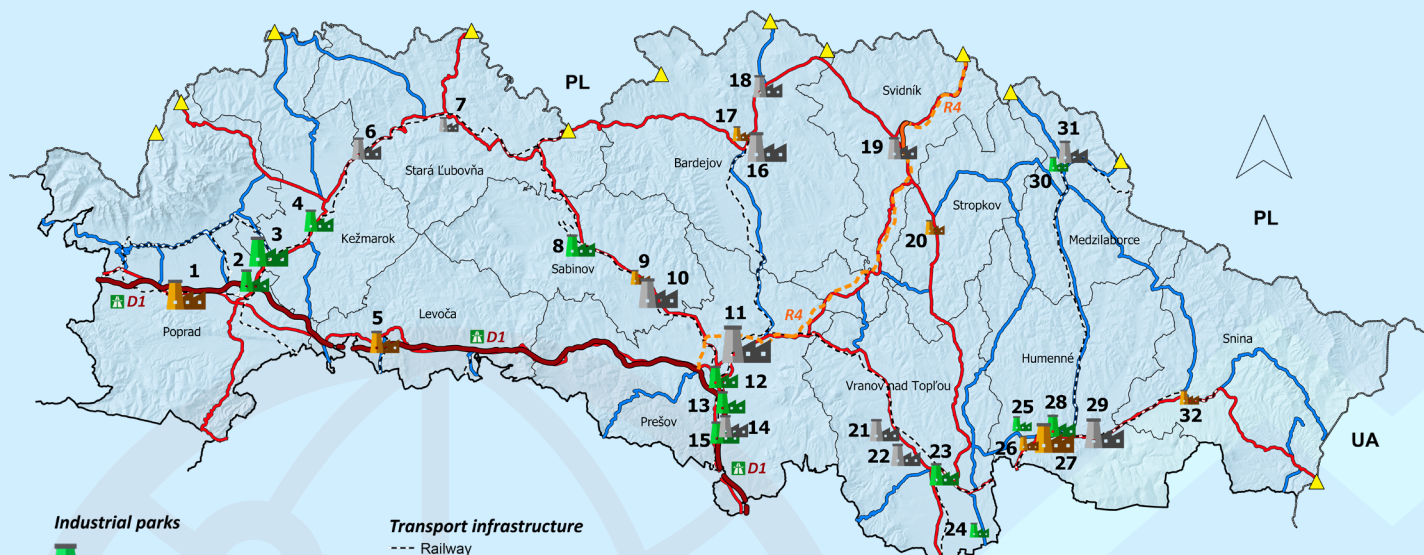 PL
18
Svidník
7
17
R4
31
6
19
Stará Ľubovňa
Bardejov
16
30
Stropkov
PL
4
3
Kežmarok
8
20
Medzilaborce
2
Sabinov
9
10
1
D1
Levoča
R4
11
5
D1
Poprad
Humenné
Snina
12
Vranov nad Topľou
13
Prešov
14
15
21
25
28
29
32
UA
22
26
27
23
D1
24
Industrial parks
Transport infrastructure
Railway